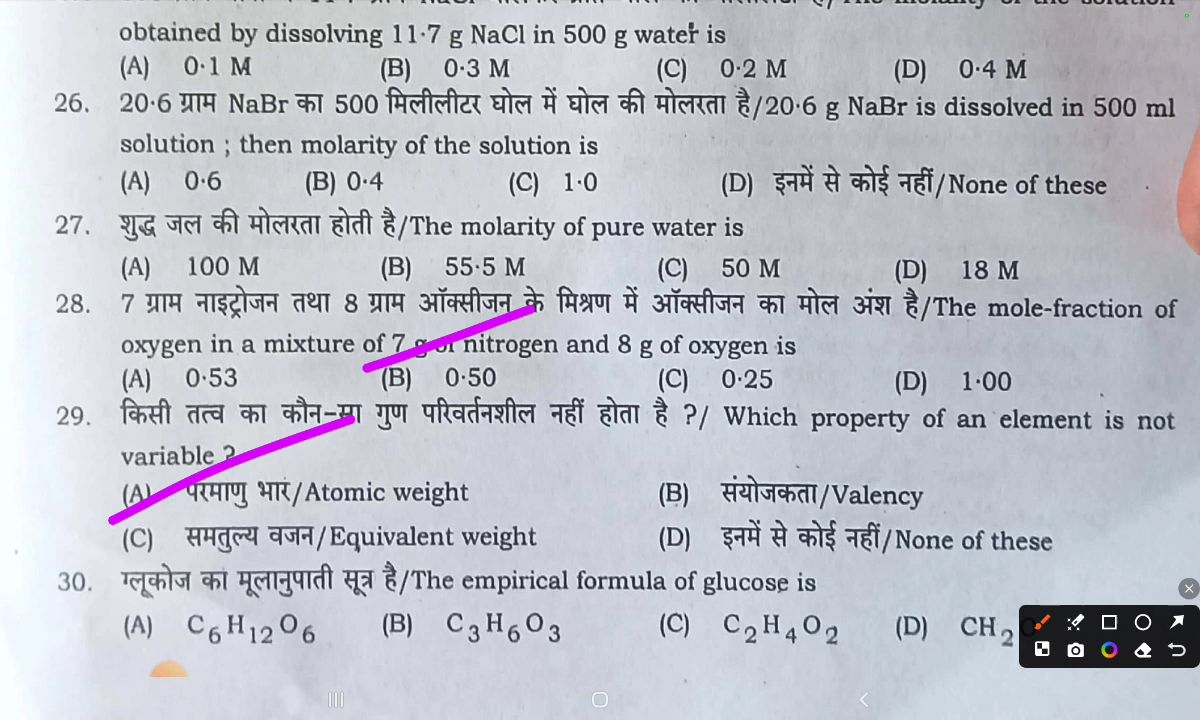 obtained by dissolving 11·7 g NaCl in 500 g water is
(A) 0·1 M (B) 0·3 M (C) 0·2 M (D) 0·4 M
26. 20·6 ग्राम NaBr का 500 मिलीलीटर घोल में घोल की मोलरता है/20·6 g NaBr is dissolved in 500 ml
solution ; then molarity of the solution is
(A) 0·6 (B) 0·4 (C) 1·0 (D) इनमें से कोई नहीं/None of these
27. शुद्ध जल की मोलरता होती है/The molarity of pure water is
(A) 100 M (B) 55·5 M (C) 50 M (D) 18 M
28. 7 ग्राम नाइट्रोजन तथा 8 ग्राम ऑक्सीजन के मिश्रण में ऑक्सीजन का मोल अंश है/The mole-fraction of
oxygen in a mixture of 7 g of nitrogen and 8 g of oxygen is
(A) 0·53 (B) 0·50 (C) 0·25 (D) 1·00
29. किसी तत्व का कौन-सा गुण परिवर्तनशील नहीं होता है ?/ Which property of an element is not
variable ?
(A) परमाणु भार/Atomic weight (B) संयोजकता/Valency
(C) समतुल्य वजन/Equivalent weight (D) इनमें से कोई नहीं/None of these
30. ग्लूकोज का मूलानुपाती सूत्र है/The empirical formula of glucose is
(A) C6H12O6 (B) C3H6O3 (C) C2H4O2 (D) CH2